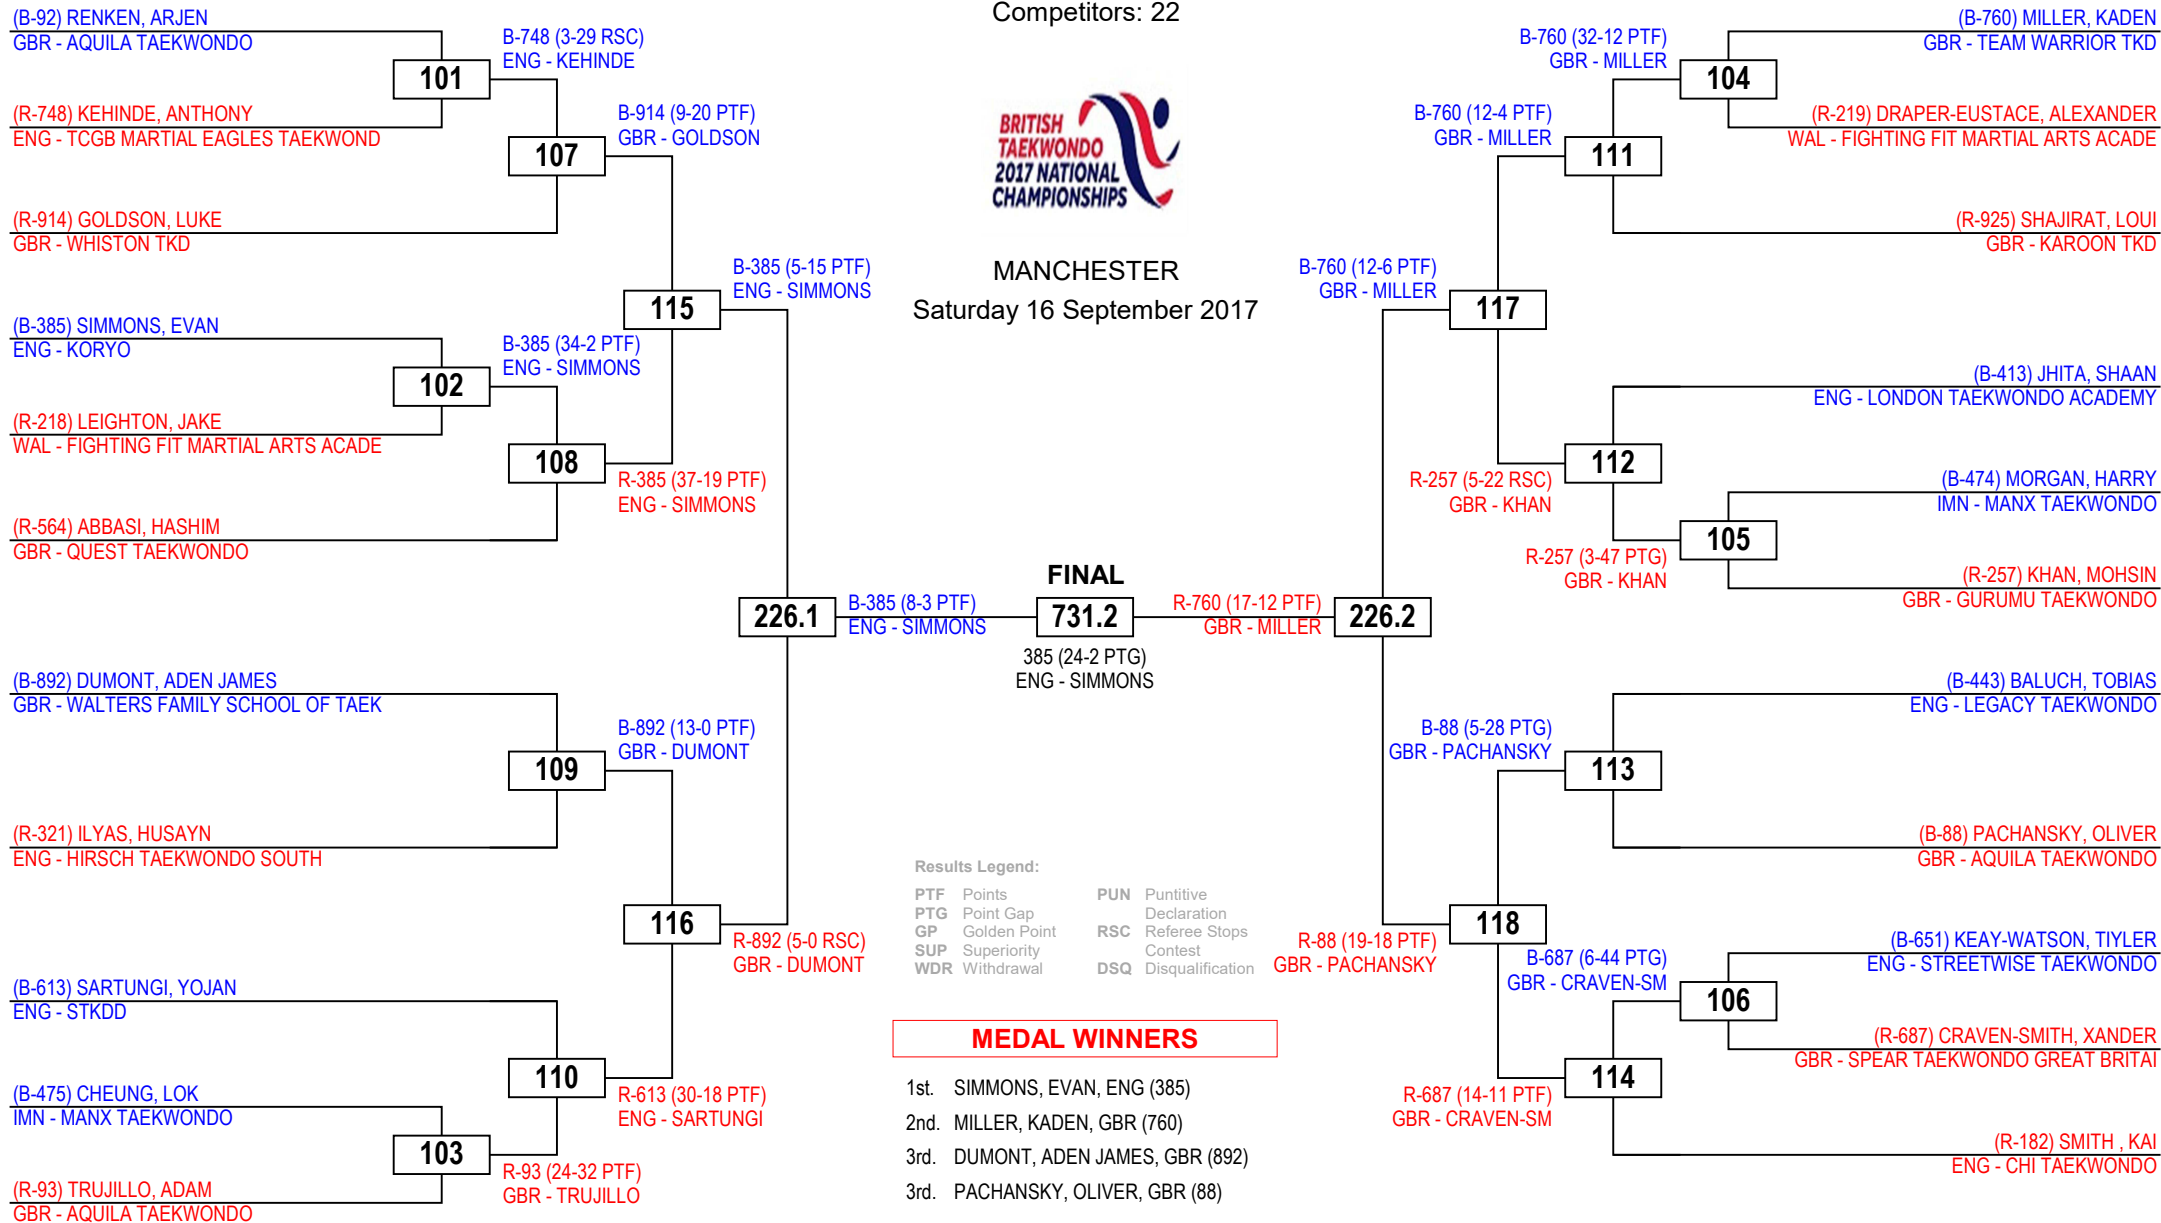 (B-92) RENKEN, ARJEN
GBR - AQUILA TAEKWONDO
101
(R-748) KEHINDE, ANTHONY
ENG - TCGB MARTIAL EAGLES TAEKWOND
B-748 (3-29 RSC)
ENG - KEHINDE
107
(R-914) GOLDSON, LUKE
GBR - WHISTON TKD
B-914 (9-20 PTF)
GBR - GOLDSON
115
(B-385) SIMMONS, EVAN
ENG - KORYO
102
(R-218) LEIGHTON, JAKE
WAL - FIGHTING FIT MARTIAL ARTS ACADE
B-385 (34-2 PTF)
ENG - SIMMONS
108
(R-564) ABBASI, HASHIM
GBR - QUEST TAEKWONDO
R-385 (37-19 PTF)
ENG - SIMMONS
B-385 (5-15 PTF)
ENG - SIMMONS
226.1
(B-892) DUMONT, ADEN JAMES
GBR - WALTERS FAMILY SCHOOL OF TAEK
109
(R-321) ILYAS, HUSAYN
ENG - HIRSCH TAEKWONDO SOUTH
B-892 (13-0 PTF)
GBR - DUMONT
116
(B-613) SARTUNGI, YOJAN
ENG - STKDD
110
(B-475) CHEUNG, LOK
IMN - MANX TAEKWONDO
103
(R-93) TRUJILLO, ADAM
GBR - AQUILA TAEKWONDO
R-93 (24-32 PTF)
GBR - TRUJILLO
R-613 (30-18 PTF)
ENG - SARTUNGI
R-892 (5-0 RSC)
GBR - DUMONT
Competitors: 22
BRITISH
TAEKWONDO
2017 NATIONAL
CHAMPIONSHIPS
MANCHESTER
Saturday 16 September 2017
FINAL
B-385 (8-3 PTF)
ENG - SIMMONS
731.2
R-760 (17-12 PTF)
GBR - MILLER
385 (24-2 PTG)
ENG - SIMMONS
Results Legend:
PTF Points
PTG Point Gap
GP Golden Point
SUP Superiority
WDR Withdrawal
PUN Puntitive
Declaration
RSC Referee Stops
Contest
DSQ Disqualification
MEDAL WINNERS
1st. SIMMONS, EVAN, ENG (385)
2nd. MILLER, KADEN, GBR (760)
3rd. DUMONT, ADEN JAMES, GBR (892)
3rd. PACHANSKY, OLIVER, GBR (88)
(B-760) MILLER, KADEN
GBR - TEAM WARRIOR TKD
104
(R-219) DRAPER-EUSTACE, ALEXANDER
WAL - FIGHTING FIT MARTIAL ARTS ACADE
B-760 (32-12 PTF)
GBR - MILLER
111
(R-925) SHAJIRAT, LOUI
GBR - KAROON TKD
B-760 (12-4 PTF)
GBR - MILLER
117
(B-413) JHITA, SHAAN
ENG - LONDON TAEKWONDO ACADEMY
112
(B-474) MORGAN, HARRY
IMN - MANX TAEKWONDO
105
(R-257) KHAN, MOHSIN
GBR - GURUMU TAEKWONDO
R-257 (3-47 PTG)
GBR - KHAN
R-257 (5-22 RSC)
GBR - KHAN
B-760 (12-6 PTF)
GBR - MILLER
226.2
(B-443) BALUCH, TOBIAS
ENG - LEGACY TAEKWONDO
113
(B-88) PACHANSKY, OLIVER
GBR - AQUILA TAEKWONDO
B-88 (5-28 PTG)
GBR - PACHANSKY
118
(B-651) KEAY-WATSON, TIYLER
ENG - STREETWISE TAEKWONDO
106
(R-687) CRAVEN-SMITH, XANDER
GBR - SPEAR TAEKWONDO GREAT BRITAI
B-687 (6-44 PTG)
GBR - CRAVEN-SM
114
(R-182) SMITH , KAI
ENG - CHI TAEKWONDO
R-687 (14-11 PTF)
GBR - CRAVEN-SM
R-88 (19-18 PTF)
GBR - PACHANSKY